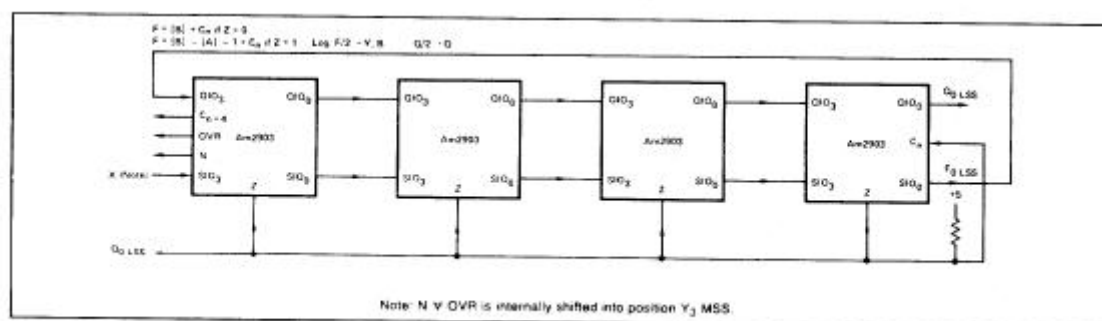 F = [B] + Cn if Z = 0
F = [B] - [A] - 1 + Cn if Z = 1 Log. F/2 → Y, B Q/2 → Q
QIO3 QIO0 QIO3 QIO0 QIO3 QIO0 QIO3 QIO0 Q0 LSS
Cn+4 Cn
OVR Am2903 Am2903 Am2903 Am2903
N F0 LSS
X (Note) SIO3 SIO0 SIO3 SIO0 SIO3 SIO0 SIO3 SIO0
Z Z Z Z +5
Q0 LSS
Note: N ∀ OVR is internally shifted into position Y3 MSS.